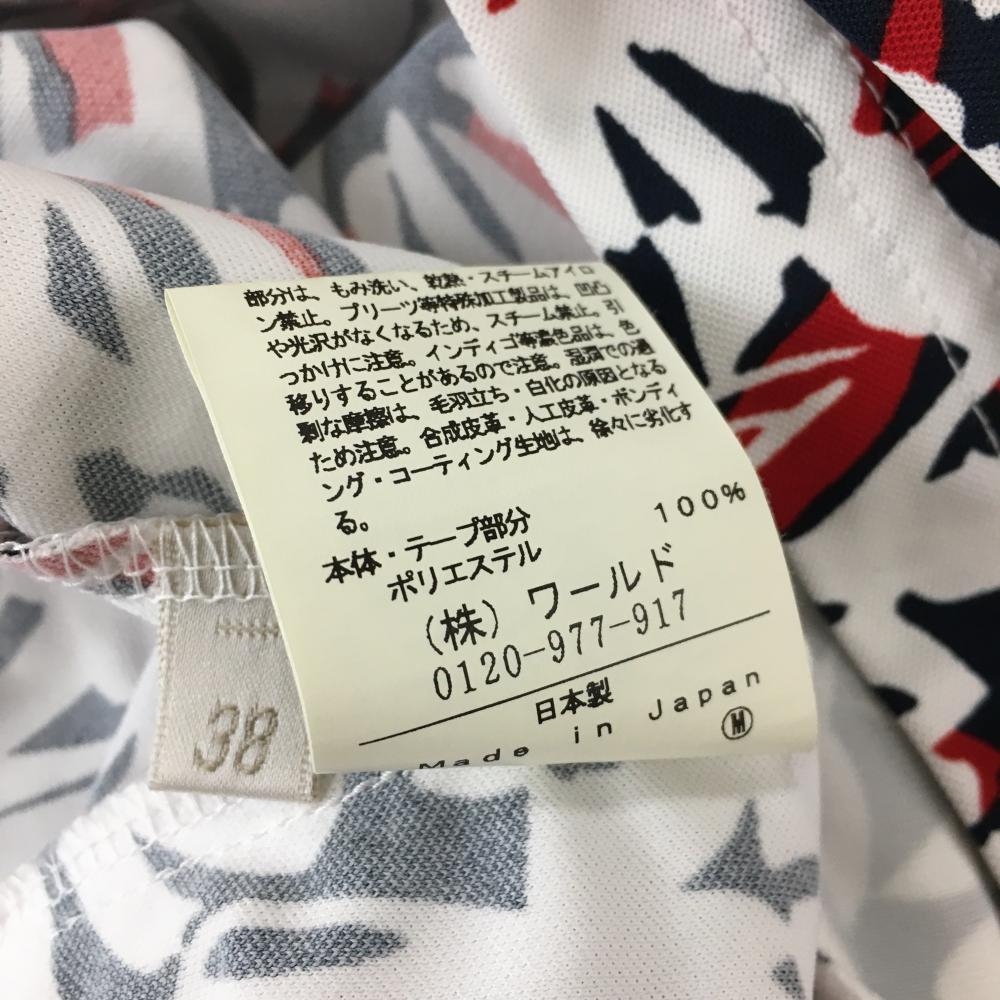 部分は、もみ洗い、乾熱・スチームアイロ
ン禁止。プリーツ等特殊加工製品は、凹凸
や光沢がなくなるため、スチーム禁止。引
っかけに注意。インディゴ等濃色品は、色
移りすることがあるので注意。湿潤での過
剰な摩擦は、毛羽立ち・白化の原因となる
ため注意。合成皮革・人工皮革・ボンディ
ング・コーティング生地は、徐々に劣化す
る。
本体・テープ部分
ポリエステル 100%
(株) ワールド
0120-977-917
日本製
Made in Japan
M
38